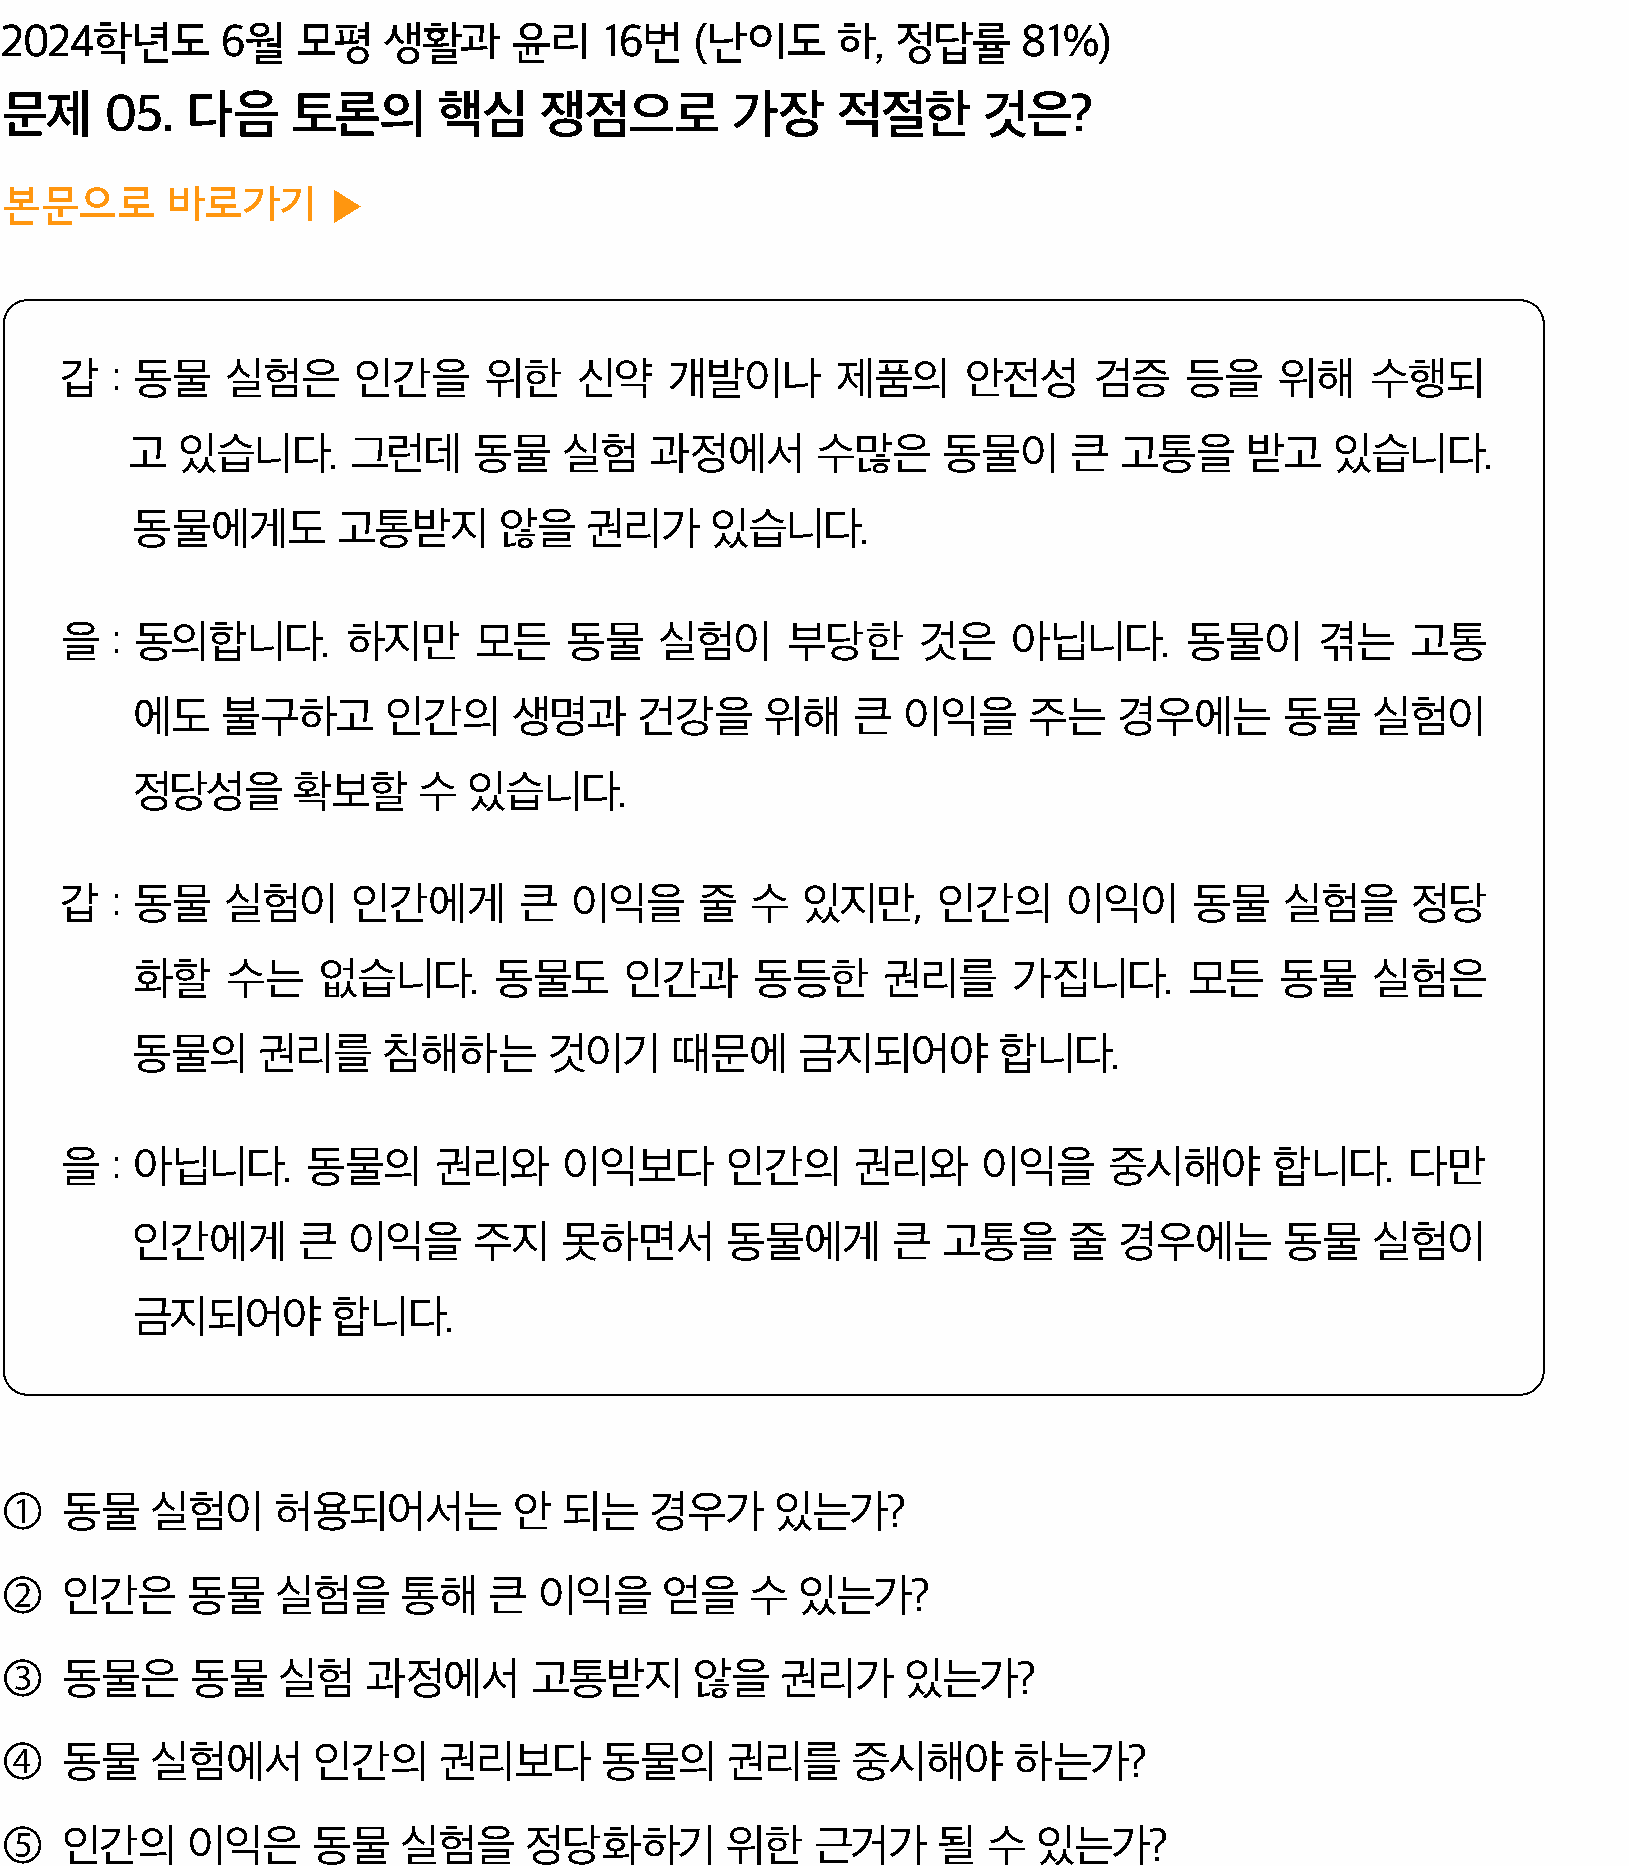 2024학년도 6월 모평 생활과 윤리 16번 (난이도 하, 정답률 81%)
문제 05. 다음 토론의 핵심 쟁점으로 가장 적절한 것은?
본문으로 바로가기 ▶
갑 : 동물 실험은 인간을 위한 신약 개발이나 제품의 안전성 검증 등을 위해 수행되
고 있습니다. 그런데 동물 실험 과정에서 수많은 동물이 큰 고통을 받고 있습니다.
동물에게도 고통받지 않을 권리가 있습니다.
을 : 동의합니다. 하지만 모든 동물 실험이 부당한 것은 아닙니다. 동물이 겪는 고통
에도 불구하고 인간의 생명과 건강을 위해 큰 이익을 주는 경우에는 동물 실험이
정당성을 확보할 수 있습니다.
갑 : 동물 실험이 인간에게 큰 이익을 줄 수 있지만, 인간의 이익이 동물 실험을 정당
화할 수는 없습니다. 동물도 인간과 동등한 권리를 가집니다. 모든 동물 실험은
동물의 권리를 침해하는 것이기 때문에 금지되어야 합니다.
을 : 아닙니다. 동물의 권리와 이익보다 인간의 권리와 이익을 중시해야 합니다. 다만
인간에게 큰 이익을 주지 못하면서 동물에게 큰 고통을 줄 경우에는 동물 실험이
금지되어야 합니다.
① 동물 실험이 허용되어서는 안 되는 경우가 있는가?
② 인간은 동물 실험을 통해 큰 이익을 얻을 수 있는가?
③ 동물은 동물 실험 과정에서 고통받지 않을 권리가 있는가?
④ 동물 실험에서 인간의 권리보다 동물의 권리를 중시해야 하는가?
⑤ 인간의 이익은 동물 실험을 정당화하기 위한 근거가 될 수 있는가?